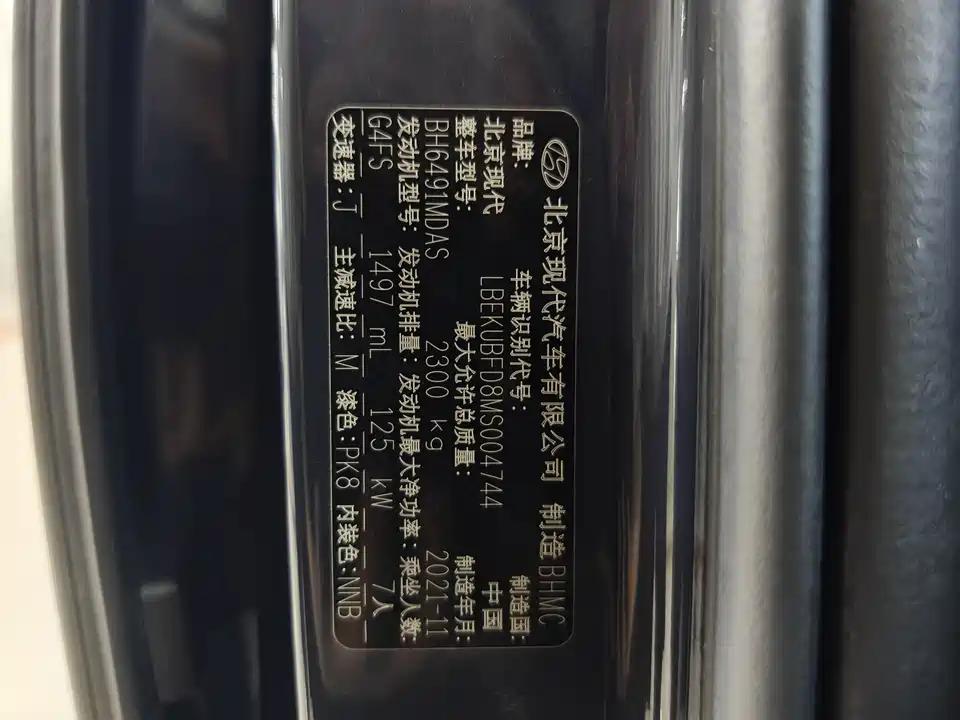 北京现代汽车有限公司 制造 BHMC
品牌: 车辆识别代号: 制造国:
北京现代 LBEKUBFD8MS004744 中国
整车型号: 最大允许总质量: 制造年月:
BH6491MDAS 2300 kg 2021-11
发动机型号: 发动机排量: 发动机最大净功率: 乘坐人数:
G4FS 1497 mL 125 kW 7人
变速器: J 主减速比: M 漆色: PK8 内装色: NNB